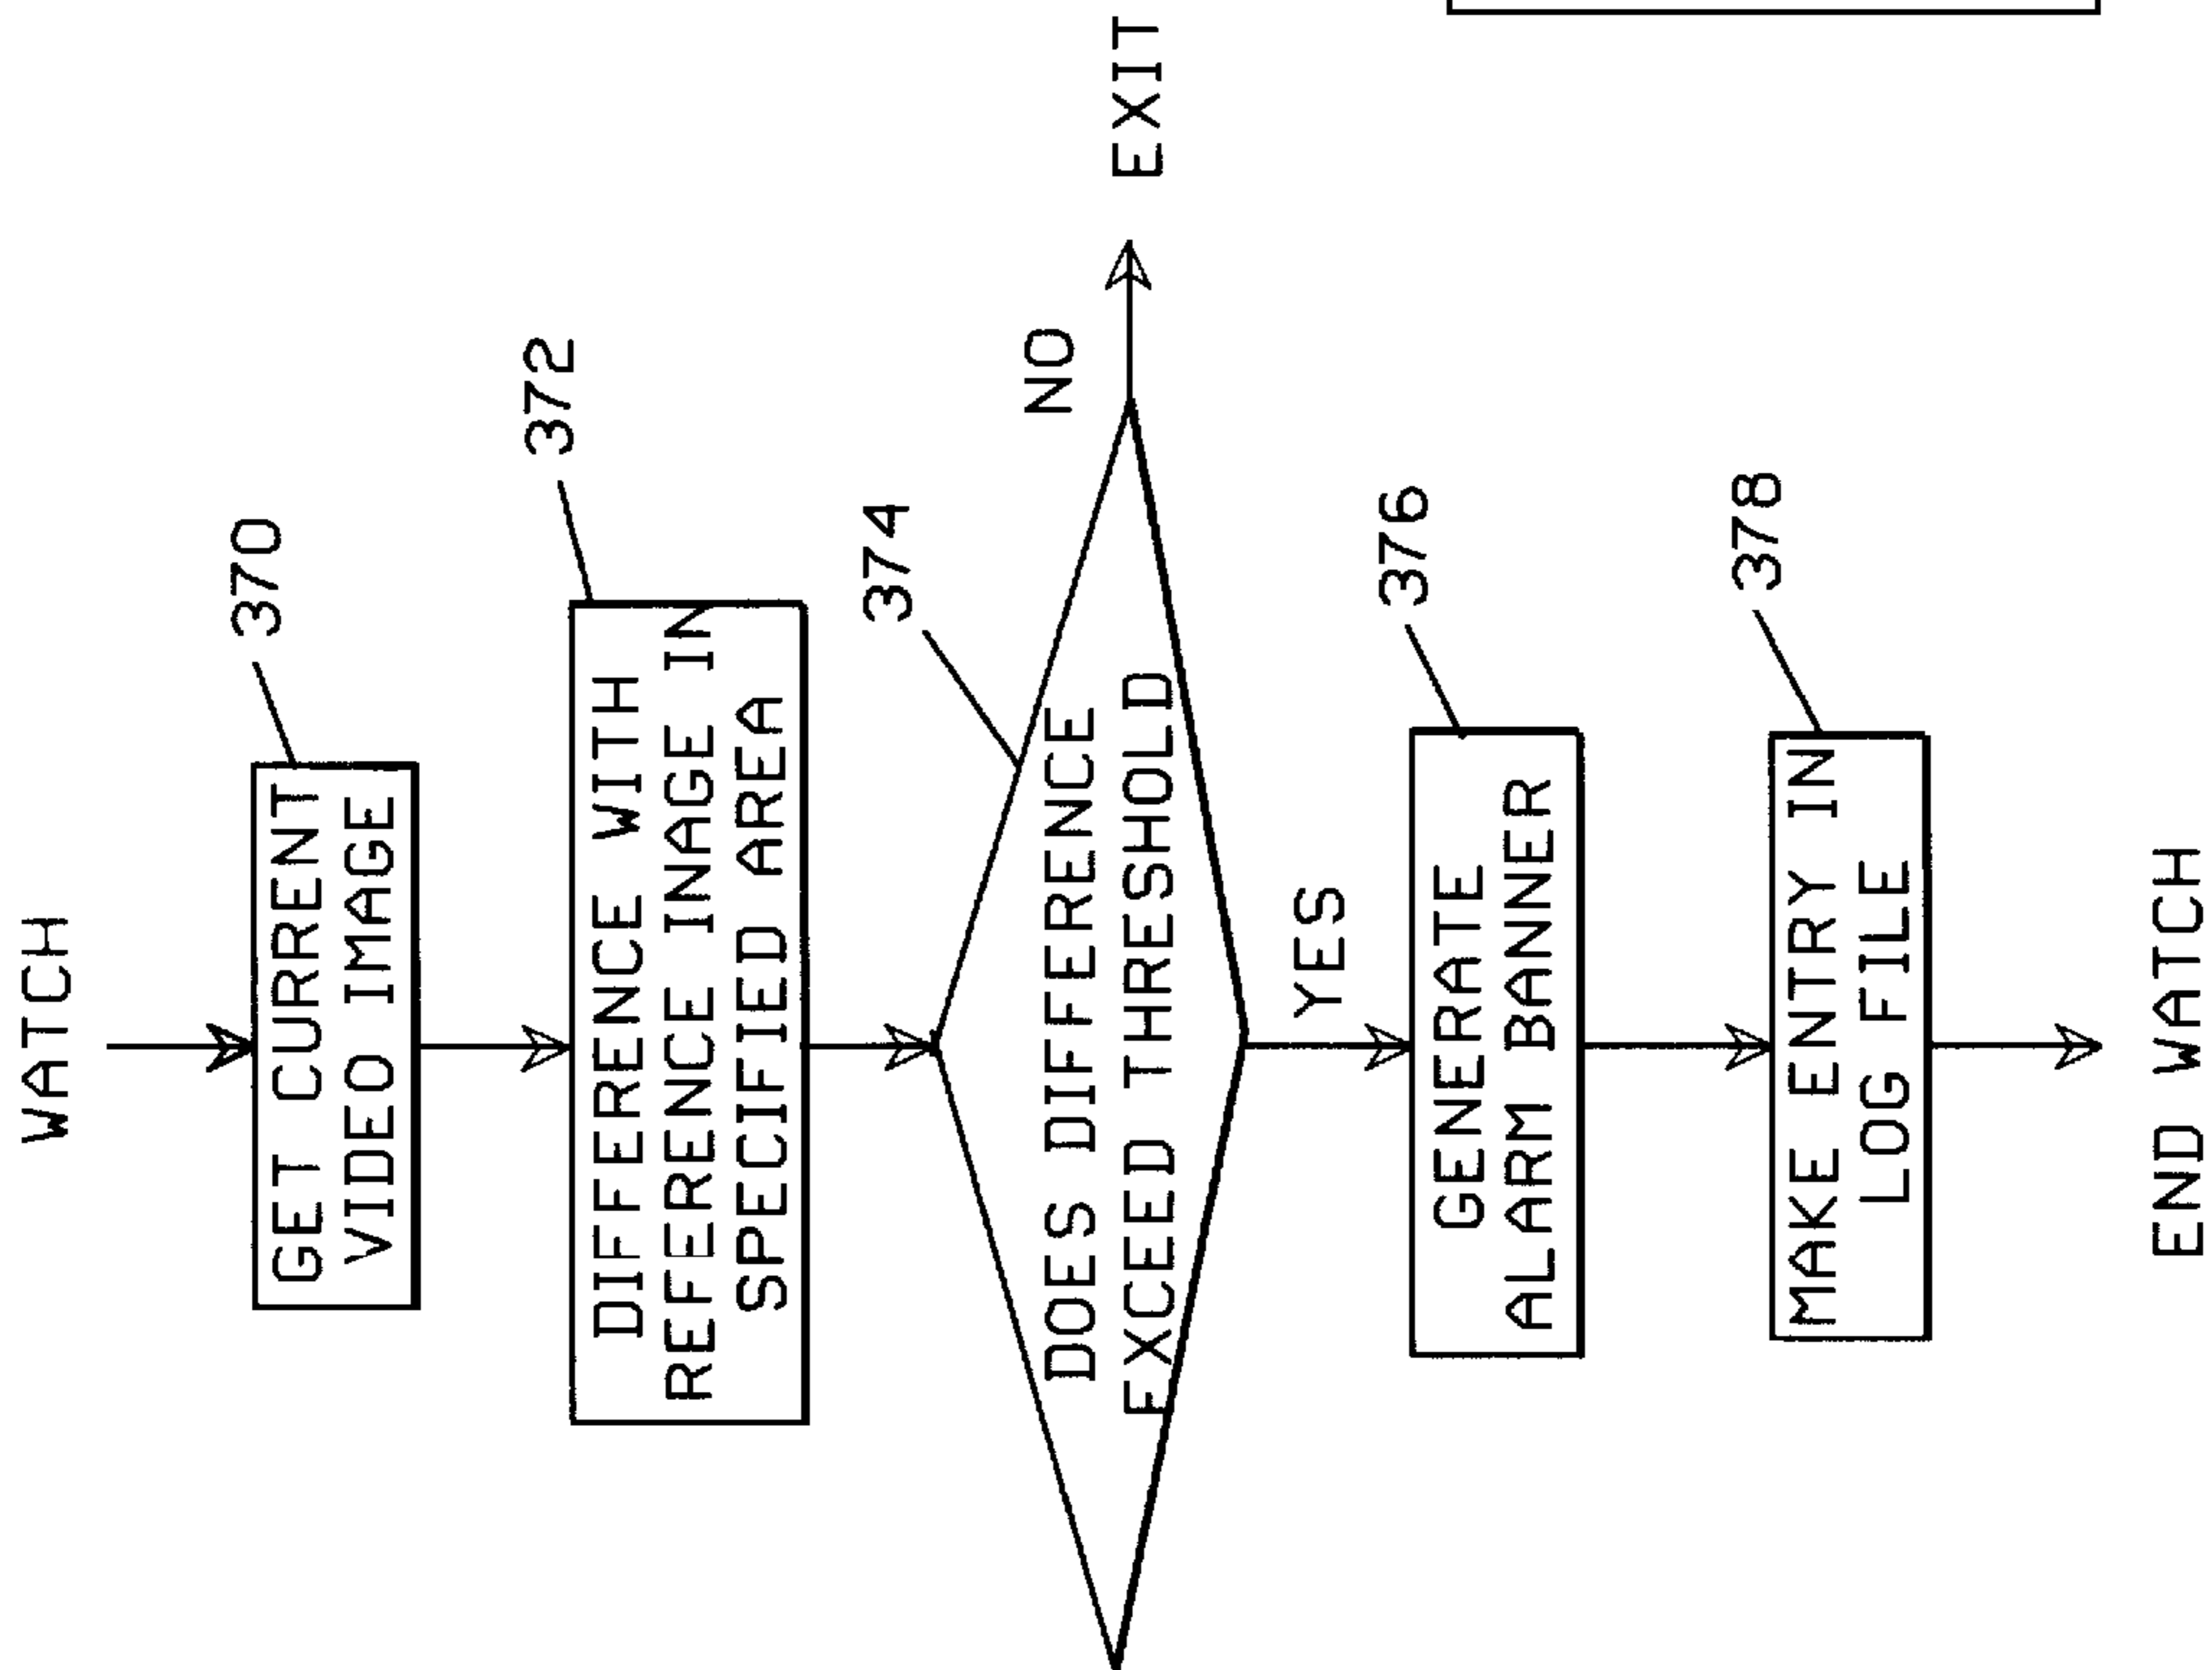 WATCH
370
GET CURRENT
VIDEO IMAGE
372
DIFFERENCE WITH
REFERENCE INAGE IN
SPECIFIED AREA
374
DOES DIFFERENCE
EXCEED THRESHOLD
NO
EXIT
YES
376
GENERATE
ALARM BANNER
378
MAKE ENTRY IN
LOG FILE
END WATCH